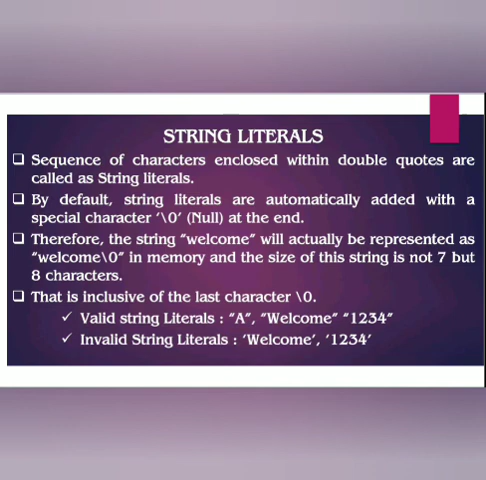 STRING LITERALS
❑ Sequence of characters enclosed within double quotes are
called as String literals.
❑ By default, string literals are automatically added with a
special character ‘\0’ (Null) at the end.
❑ Therefore, the string “welcome” will actually be represented as
“welcome\0” in memory and the size of this string is not 7 but
8 characters.
❑ That is inclusive of the last character \0.
✓ Valid string Literals : “A”, “Welcome” “1234”
✓ Invalid String Literals : ‘Welcome’, ‘1234’